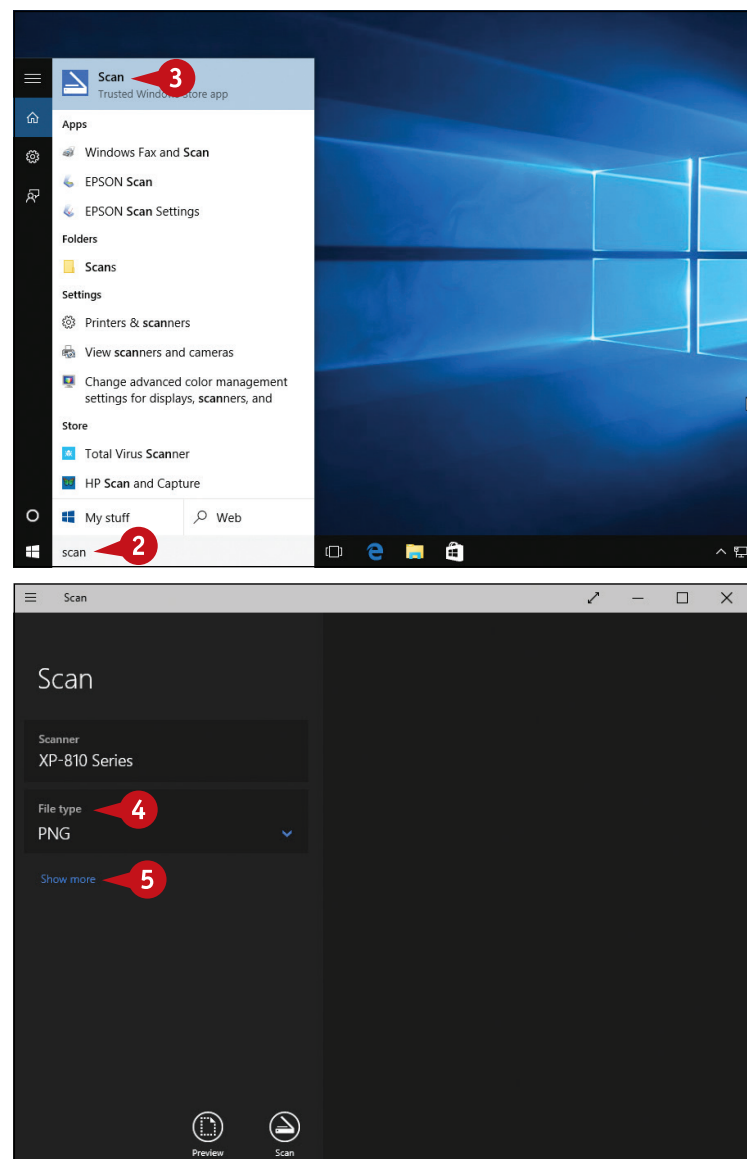 Scan
3
Trusted Windo ore app
Apps
Windows Fax and Scan
EPSON Scan
EPSON Scan Settings
Folders
Scans
Settings
Printers & scanners
View scanners and cameras
Change advanced color management
settings for displays, scanners, and
Store
Total Virus Scanner
HP Scan and Capture
My stuff
Web
scan
2
Scan
Scan
Scanner
XP-810 Series
File type
4
PNG
Show more
5
Preview
Scan